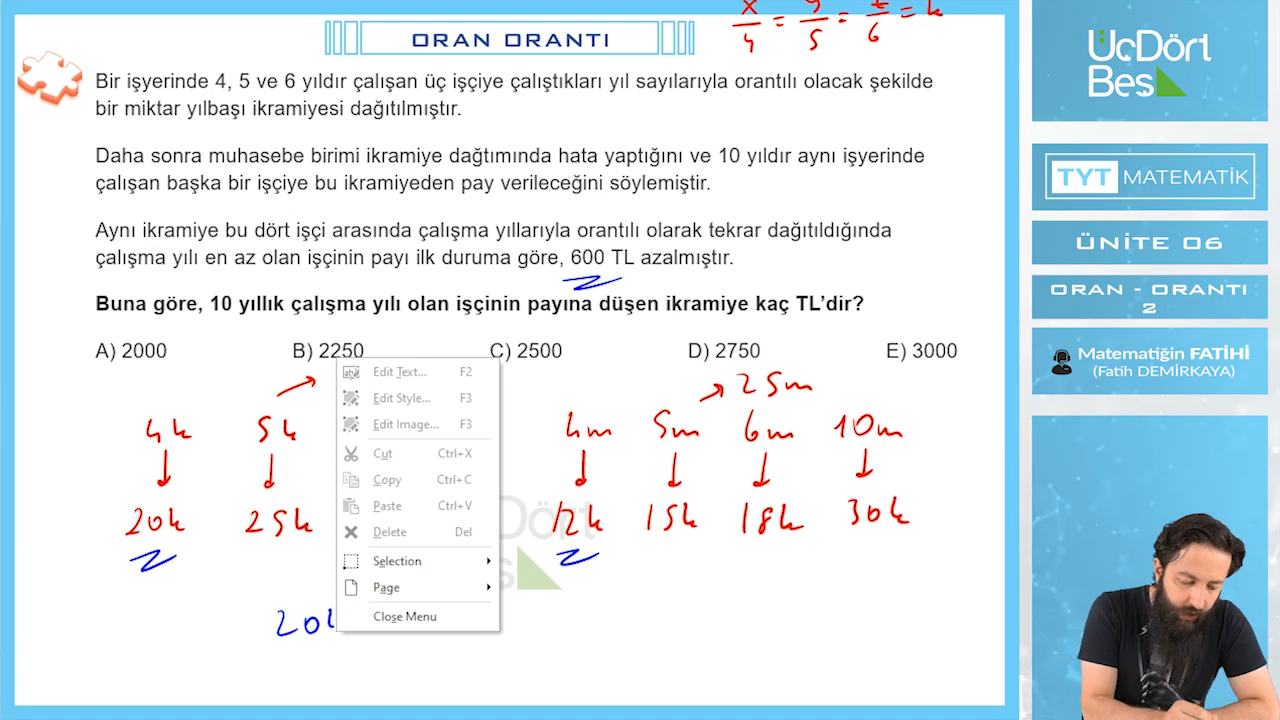 x/4 = y/5 = z/6 = k
ORAN ORANTI
Bir işyerinde 4, 5 ve 6 yıldır çalışan üç işçiye çalıştıkları yıl sayılarıyla orantılı olacak şekilde
bir miktar yılbaşı ikramiyesi dağıtılmıştır.
Daha sonra muhasebe birimi ikramiye dağtımında hata yaptığını ve 10 yıldır aynı işyerinde
çalışan başka bir işçiye bu ikramiyeden pay verileceğini söylemiştir.
Aynı ikramiye bu dört işçi arasında çalışma yıllarıyla orantılı olarak tekrar dağıtıldığında
çalışma yılı en az olan işçinin payı ilk duruma göre, 600 TL azalmıştır.
Buna göre, 10 yıllık çalışma yılı olan işçinin payına düşen ikramiye kaç TL’dir?
A) 2000 B) 2250 C) 2500 D) 2750 E) 3000
25m
4k 5k 4m 5m 6m 10m
20k 25k 12k 15k 18k 30k
20k
Edit Text... F2
Edit Style... F3
Edit Image... F3
Cut Ctrl+X
Copy Ctrl+C
Paste Ctrl+V
Delete Del
Selection
Page
Close Menu
ÜçDört
Beş
TYT MATEMATİK
ÜNİTE 06
ORAN - ORANTI
2
Matematiğin FATİHİ
(Fatih DEMİRKAYA)